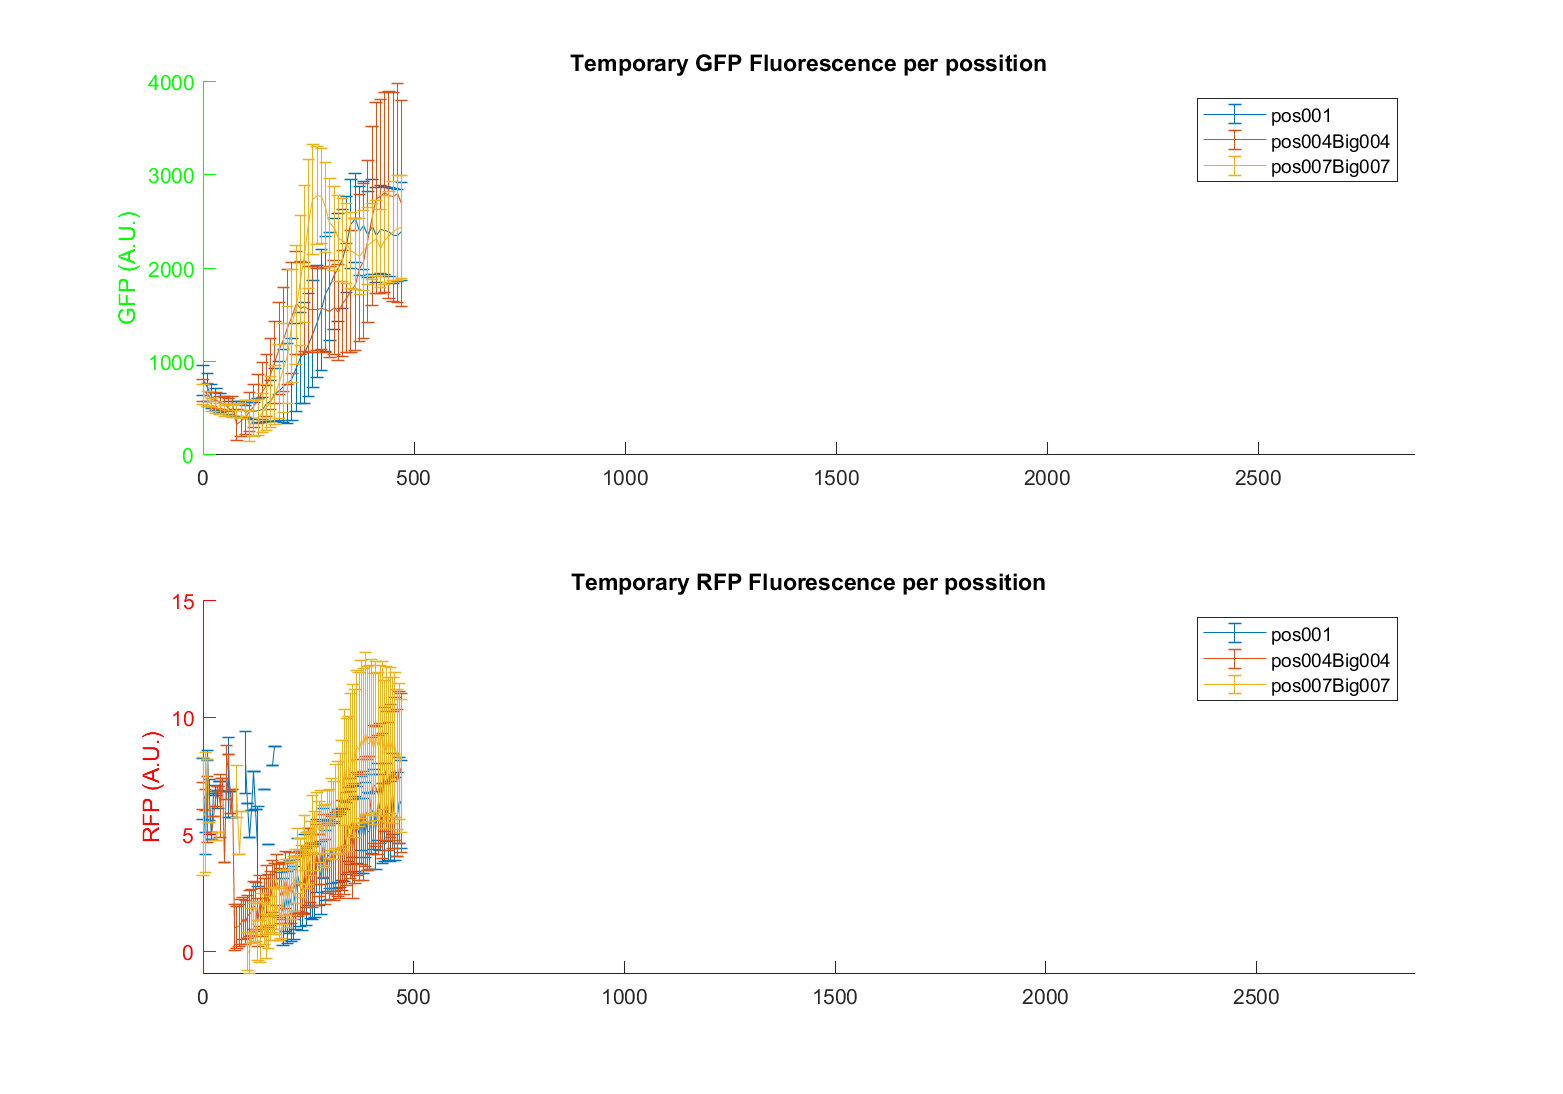 Temporary GFP Fluorescence per possition
GFP (A.U.)
4000
3000
2000
1000
0
0 500 1000 1500 2000 2500
pos001
pos004Big004
pos007Big007
Temporary RFP Fluorescence per possition
RFP (A.U.)
15
10
5
0
0 500 1000 1500 2000 2500
pos001
pos004Big004
pos007Big007